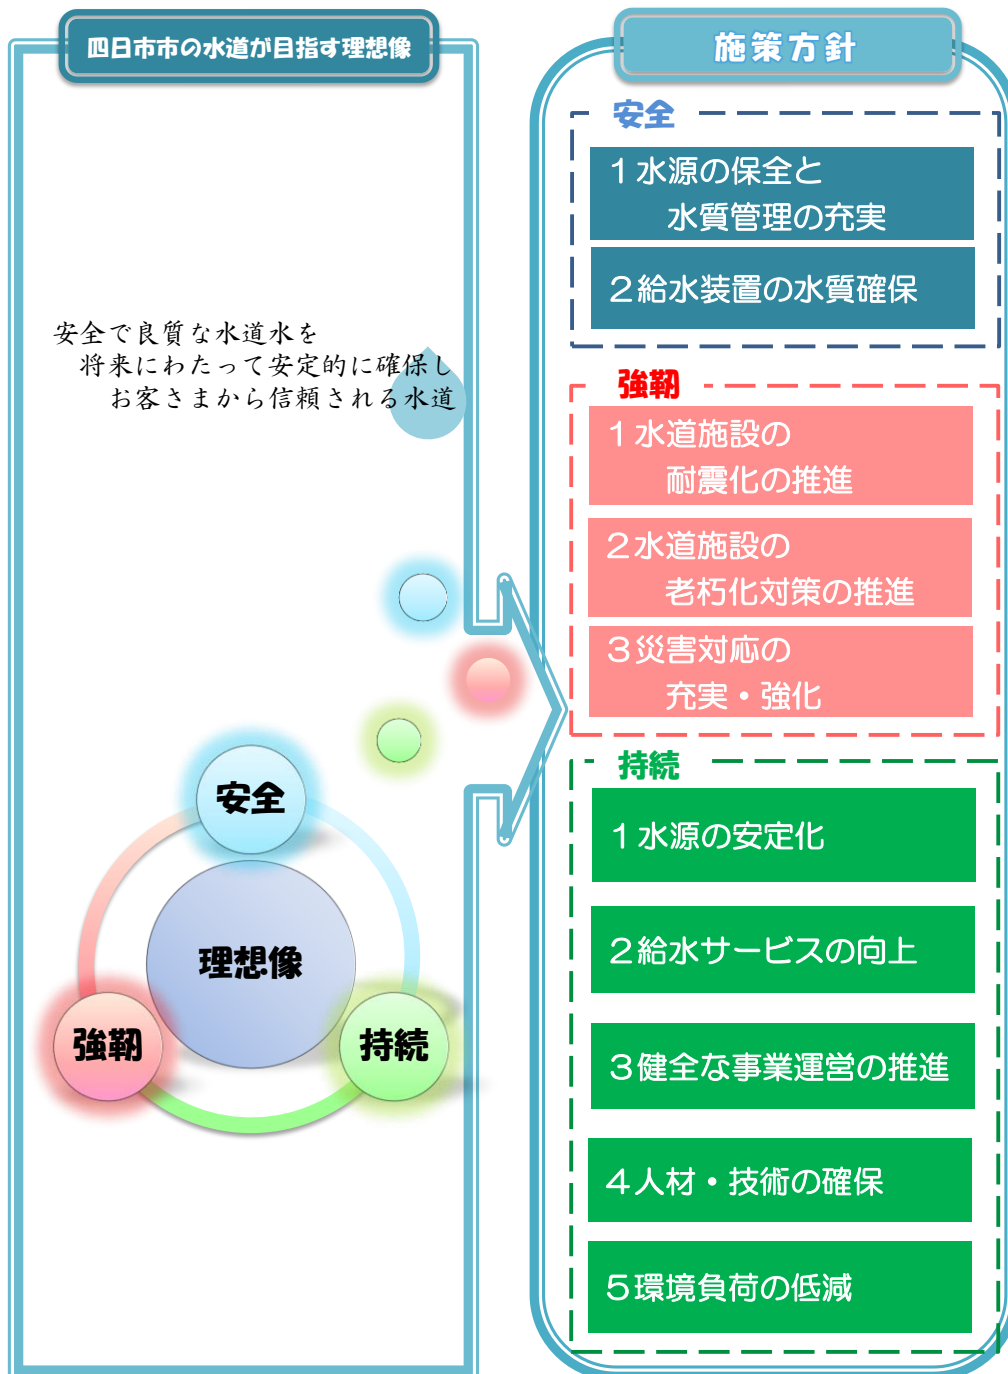 四日市市の水道が目指す理想像
安全で良質な水道水を
将来にわたって安定的に確保し
お客さまから信頼される水道
安全
理想像
強靭
持続
施策方針
安全
1水源の保全と
水質管理の充実
2給水装置の水質確保
強靭
1水道施設の
耐震化の推進
2水道施設の
老朽化対策の推進
3災害対応の
充実・強化
持続
1水源の安定化
2給水サービスの向上
3健全な事業運営の推進
4人材・技術の確保
5環境負荷の低減